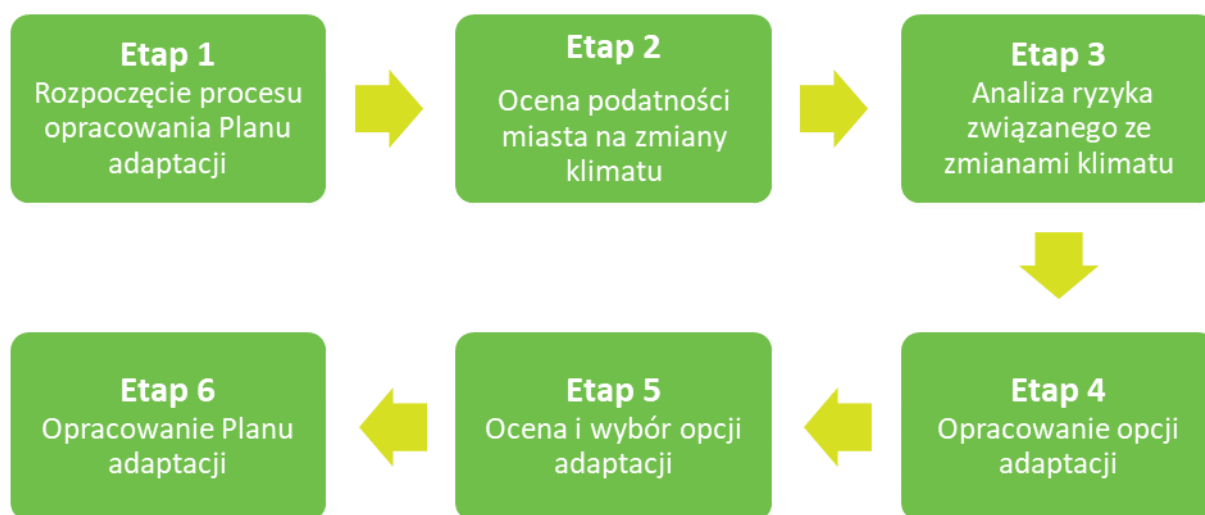 Etap 1
Rozpoczęcie procesu
opracowania Planu
adaptacji
Etap 2
Ocena podatności
miasta na zmiany
klimatu
Etap 3
Analiza ryzyka
związanego ze
zmianami klimatu
Etap 4
Opracowanie opcji
adaptacji
Etap 5
Ocena i wybór opcji
adaptacji
Etap 6
Opracowanie Planu
adaptacji